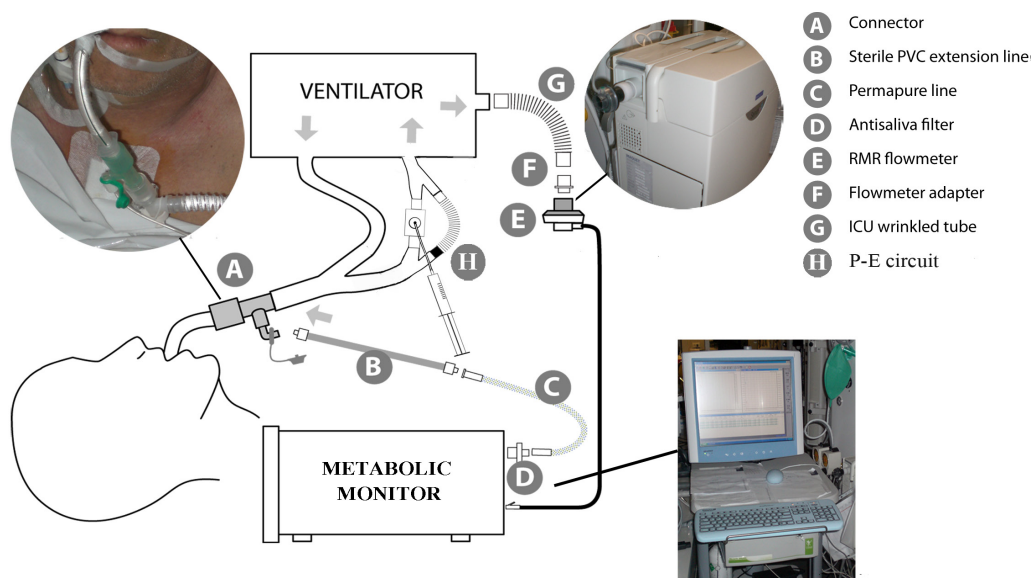 A Connector
B Sterile PVC extension line
C Permapure line
D Antisaliva filter
E RMR flowmeter
F Flowmeter adapter
G ICU wrinkled tube
H P-E circuit
VENTILATOR
G
F
E
H
A
B
C
D
METABOLIC
MONITOR